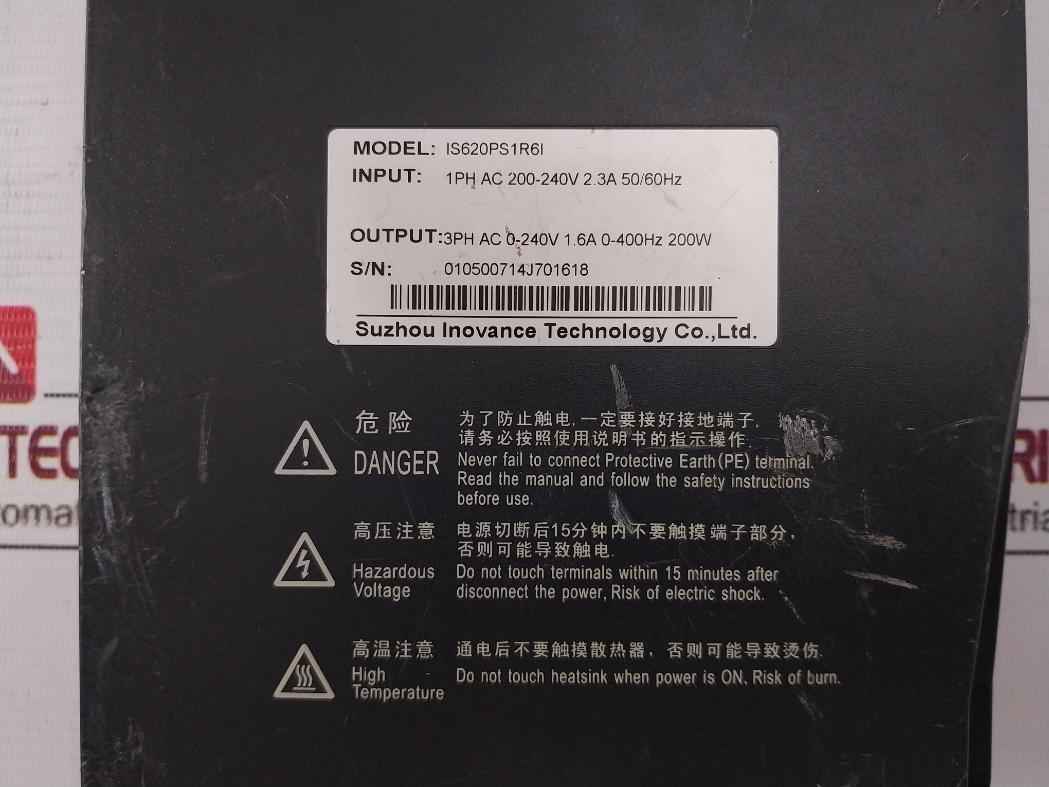 MODEL: IS620PS1R6I
INPUT: 1PH AC 200-240V 2.3A 50/60Hz
OUTPUT:3PH AC 0-240V 1.6A 0-400Hz 200W
S/N: 010500714J701618
Suzhou Inovance Technology Co.,Ltd.
危险
DANGER
为了防止触电,一定要接好接地端子,
请务必按照使用说明书的指示操作.
Never fail to connect Protective Earth(PE) terminal.
Read the manual and follow the safety instructions
before use.
高压注意
Hazardous
Voltage
电源切断后15分钟内不要触摸端子部分,
否则可能导致触电.
Do not touch terminals within 15 minutes after
disconnect the power, Risk of electric shock.
高温注意
High
Temperature
通电后不要触摸散热器, 否则可能导致烫伤.
Do not touch heatsink when power is ON, Risk of burn.
TEC
omat
RI
tria